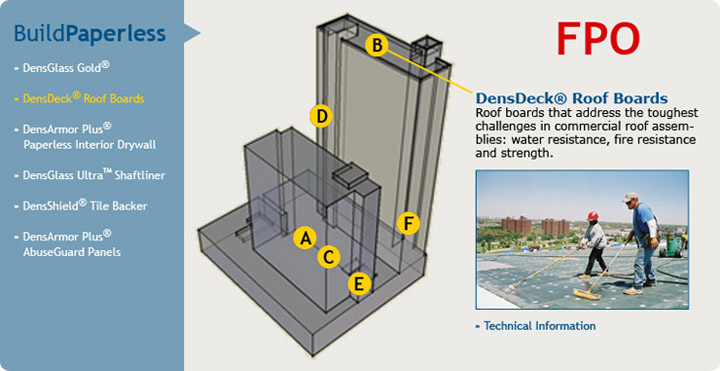 BuildPaperless
» DensGlass Gold®
» DensDeck® Roof Boards
» DensArmor Plus®
Paperless Interior Drywall
» DensGlass Ultra™ Shaftliner
» DensShield® Tile Backer
» DensArmor Plus®
AbuseGuard Panels
B
D
A
C
E
F
FPO
DensDeck® Roof Boards
Roof boards that address the toughest
challenges in commercial roof assem-
blies: water resistance, fire resistance
and strength.
» Technical Information